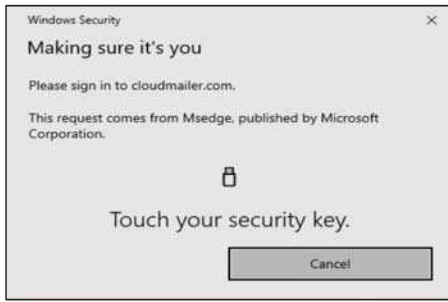 Windows Security
Making sure it's you
Please sign in to cloudmailer.com.
This request comes from Msedge, published by Microsoft
Corporation.
Touch your security key.
Cancel